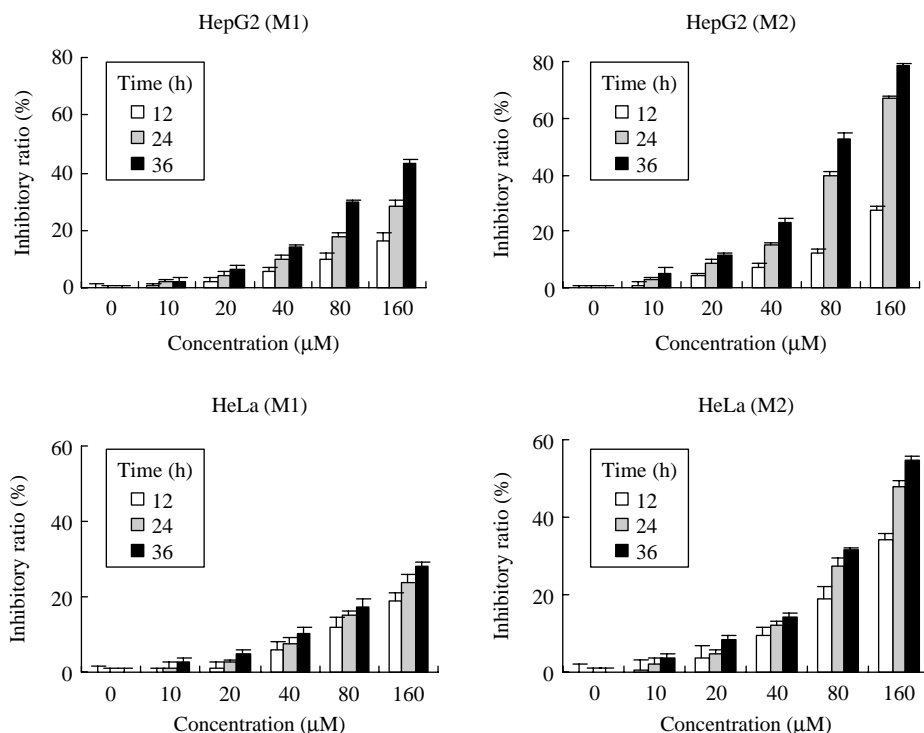 HepG2 (M1)
Inhibitory ratio (%)
80
60
40
20
0
Time (h)
12
24
36
0 10 20 40 80 160
Concentration (μM)
HepG2 (M2)
Inhibitory ratio (%)
80
60
40
20
0
Time (h)
12
24
36
0 10 20 40 80 160
Concentration (μM)
HeLa (M1)
Inhibitory ratio (%)
60
40
20
0
Time (h)
12
24
36
0 10 20 40 80 160
Concentration (μM)
HeLa (M2)
Inhibitory ratio (%)
60
40
20
0
Time (h)
12
24
36
0 10 20 40 80 160
Concentration (μM)